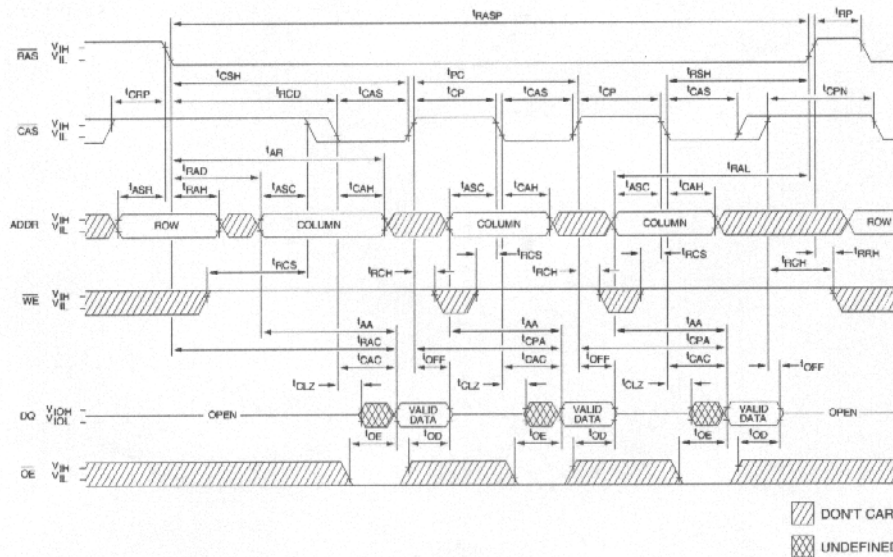 tRASP
tRP
RAS VIH VIL
tCSH
tPC
tRSH
tCRP
tRCD
tCAS
tCP
tCAS
tCP
tCAS
tCPN
CAS VIH VIL
tAR
tRAD
tRAL
tASR
tRAH
tASC
tCAH
tASC
tCAH
tASC
tCAH
ADDR VIH VIL
ROW
COLUMN
COLUMN
COLUMN
ROW
tRCS
tRCH
tRCS
tRCH
tRCS
tRCH
tRRH
WE VIH VIL
tAA
tAA
tAA
tRAC
tCPA
tCPA
tCAC
tOFF
tCAC
tOFF
tCAC
tOFF
tCLZ
tCLZ
tCLZ
DQ VIOH VIOL
OPEN
VALID DATA
VALID DATA
VALID DATA
OPEN
tOE
tOD
tOE
tOD
tOE
tOD
OE VIH VIL
DON'T CAR
UNDEFINED